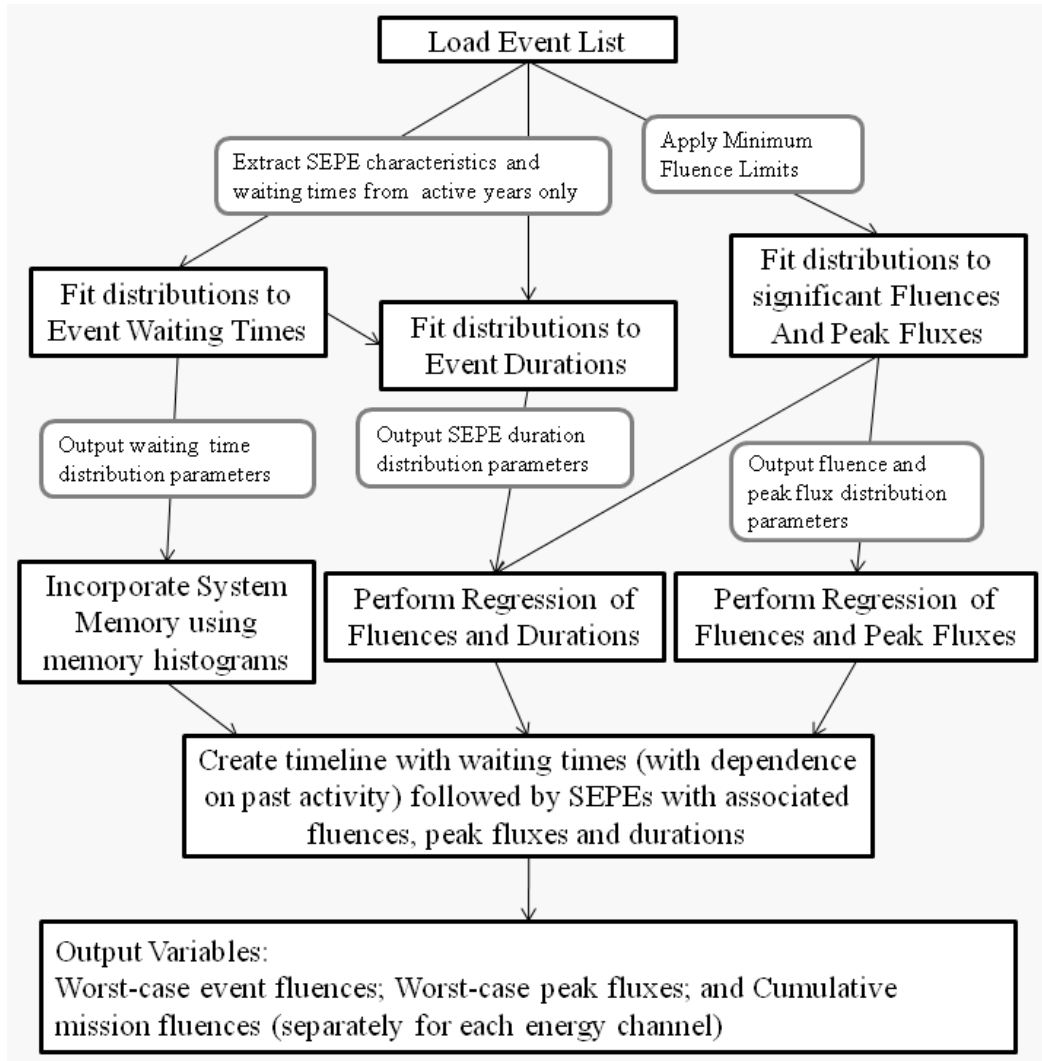 Load Event List
Extract SEPE characteristics and
waiting times from active years only
Apply Minimum
Fluence Limits
Fit distributions to
Event Waiting Times
Fit distributions to
Event Durations
Fit distributions to
significant Fluences
And Peak Fluxes
Output waiting time
distribution parameters
Output SEPE duration
distribution parameters
Output fluence and
peak flux distribution
parameters
Incorporate System
Memory using
memory histograms
Perform Regression of
Fluences and Durations
Perform Regression of
Fluences and Peak Fluxes
Create timeline with waiting times (with dependence
on past activity) followed by SEPEs with associated
fluences, peak fluxes and durations
Output Variables:
Worst-case event fluences; Worst-case peak fluxes; and Cumulative
mission fluences (separately for each energy channel)